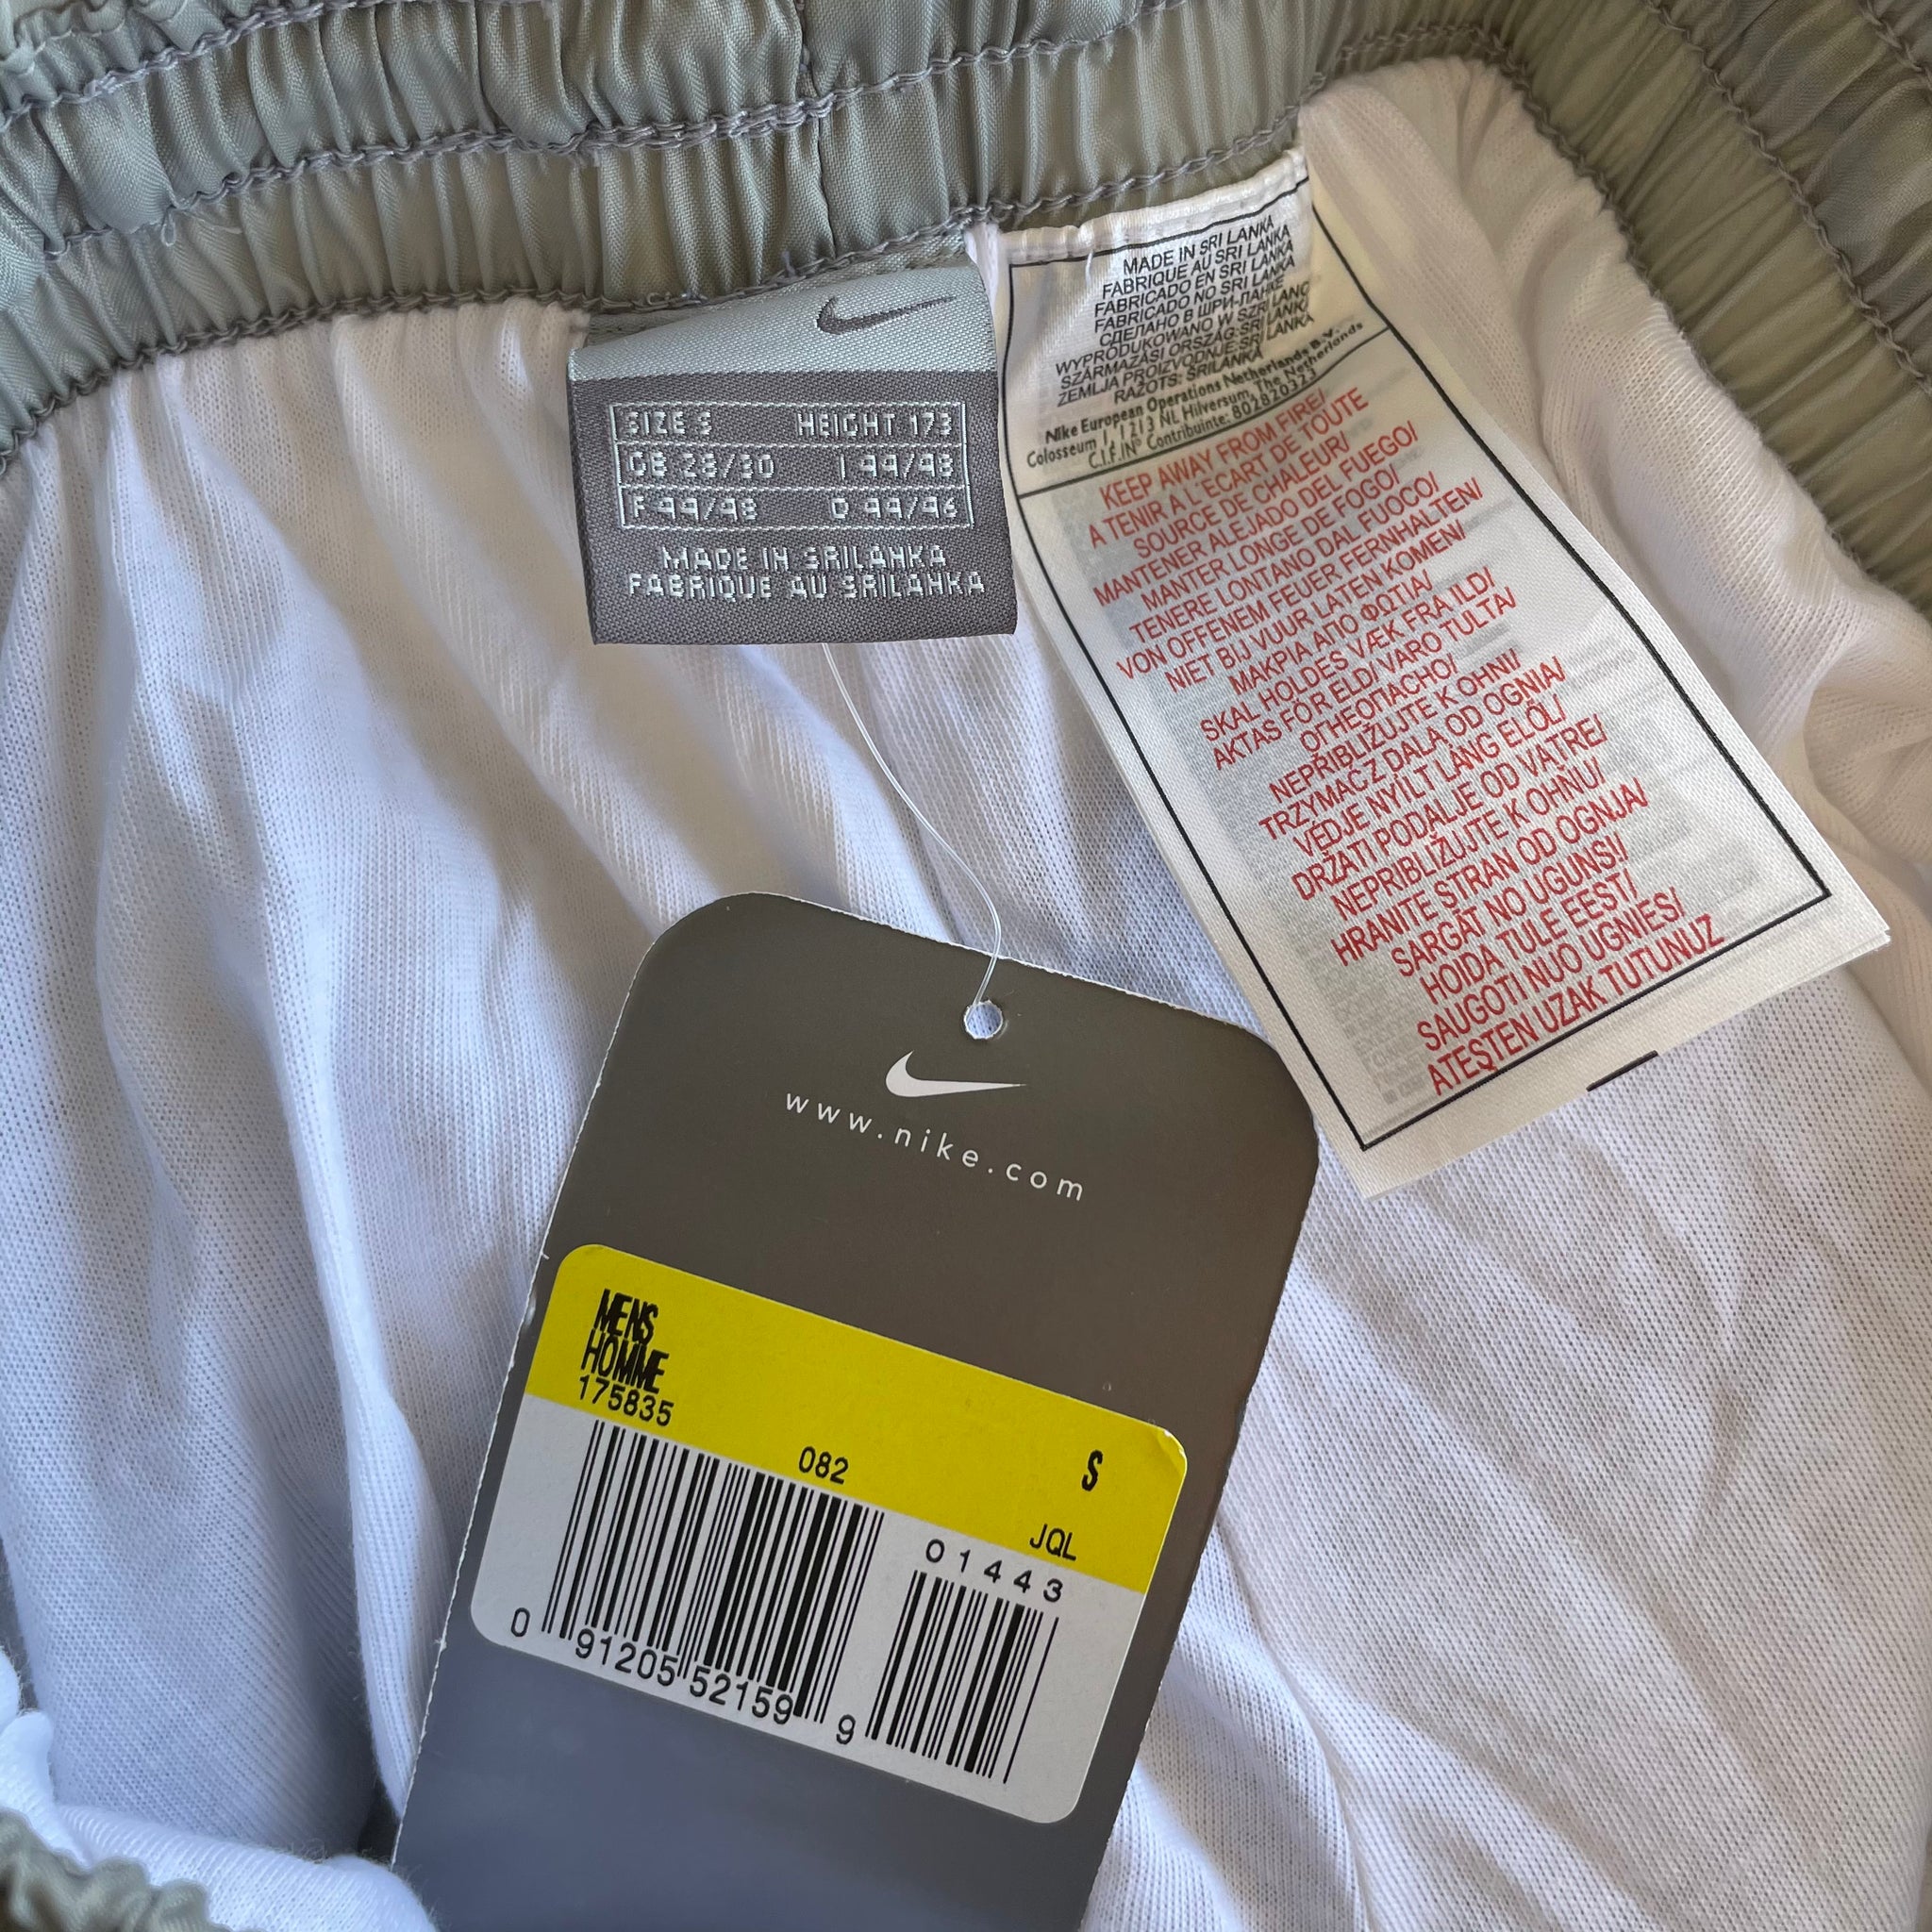 SIZE S HEIGHT 173
GB 28/30 I 44/48
F 44/48 D 44/46
MADE IN SRILANKA
FABRIQUE AU SRILANKA
MADE IN SRI LANKA
FABRIQUE AU SRI LANKA
FABRICADO EN SRI LANKA
FABRICADO NO SRI LANKA
СДЕЛАНО В ШРИ-ЛАНКЕ
WYPRODUKOWANO W SZRI LANC
SZÁRMAZÁSI ORSZÁG: SRI LANKA
ZEMLJA PROIZVODNJE: SRI LANKA
RAŽOTS: SRILANKA
Nike European Operations Netherlands B.V.
Colosseum 1, 1213 NL Hilversum, The Netherlands
C.I.F./Nº Contribuinte: 80282032J
KEEP AWAY FROM FIRE/
A TENIR A L'ECART DE TOUTE
SOURCE DE CHALEUR/
MANTENER ALEJADO DEL FUEGO/
MANTER LONGE DE FOGO/
TENERE LONTANO DAL FUOCO/
VON OFFENEM FEUER FERNHALTEN/
NIET BIJ VUUR LATEN KOMEN/
ΜΑΚΡΙΑ ΑΠΟ ΦΩΤΙΑ/
SKAL HOLDES VÆK FRA ILD/
AKTAS FÖR ELD/ VARO TULTA/
ОГНЕОПАСНО/
NEPŘIBLIŽUJTE K OHNI/
TRZYMAĆ Z DALA OD OGNIA/
VÉDJE NYÍLT LÁNG ELŐL/
DRŽATI PODALJE OD VATRE/
NEPRIBLIŽUJTE K OHŇU/
HRANITE STRAN OD OGNJA/
SARGĀT NO UGUNS!/
HOIDA TULE EEST/
SAUGOTI NUO UGNIES/
ATEŞTEN UZAK TUTUNUZ
www.nike.com
MENS
HOMME
175835
082 S
JQL
01443
0 91205 52159 9